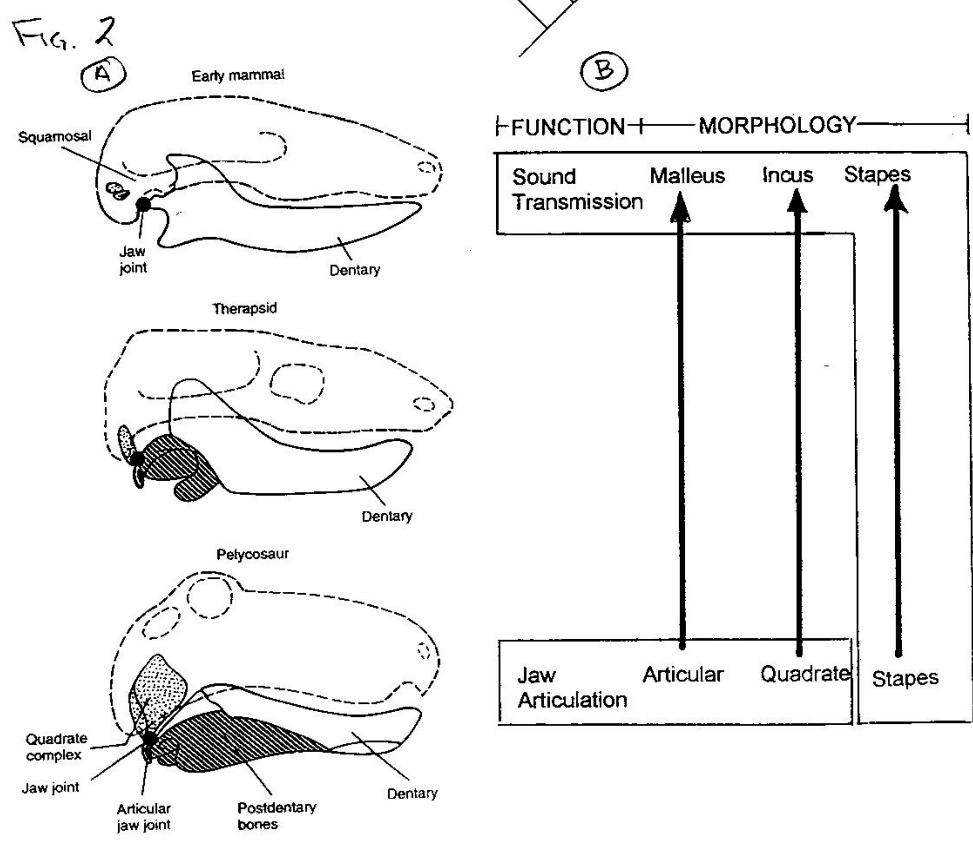 FIG. 2
A
Early mammal
Squamosal
Jaw
joint
Dentary
Therapsid
Dentary
Pelycosaur
Quadrate
complex
Jaw joint
Articular
jaw joint
Postdentary
bones
Dentary
B
FUNCTION MORPHOLOGY
Sound
Transmission
Malleus Incus Stapes
Jaw
Articulation
Articular Quadrate Stapes